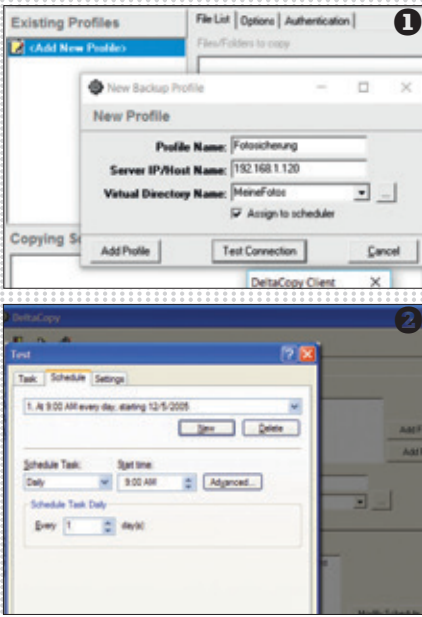 Existing Profiles
File List Options Authentication
1
<Add New Profile>
Files/Folders to copy
New Backup Profile
New Profile
Profile Name: Fotosicherung
Server IP/Host Name: 192.168.1.120
Virtual Directory Name: MeineFotos ...
Assign to scheduler
Copying
Add Profile Test Connection Cancel
DeltaCopy Client
DeltaCopy
2
Test
Task Schedule Settings
1. At 9:00 AM every day, starting 12/5/2005
New Delete
Schedule Task: Start time:
Daily 9:00 AM Advanced...
Schedule Task Daily
Every 1 day(s)
...